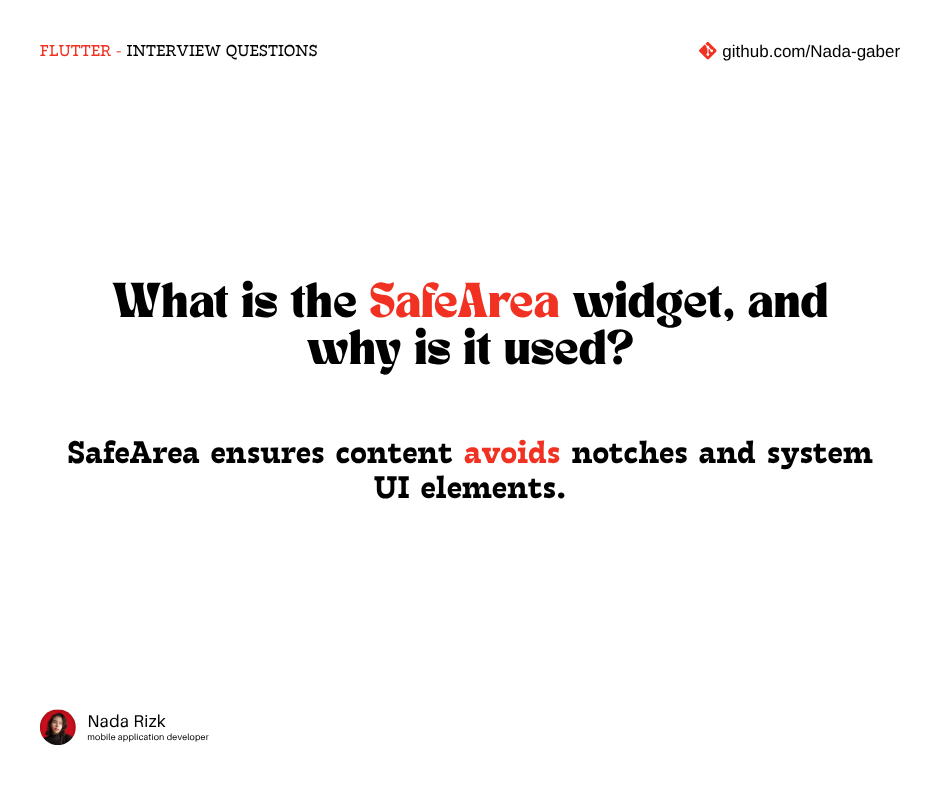 FLUTTER - INTERVIEW QUESTIONS
github.com/Nada-gaber
What is the SafeArea widget, and
why is it used?
SafeArea ensures content avoids notches and system
UI elements.
Nada Rizk
mobile application developer